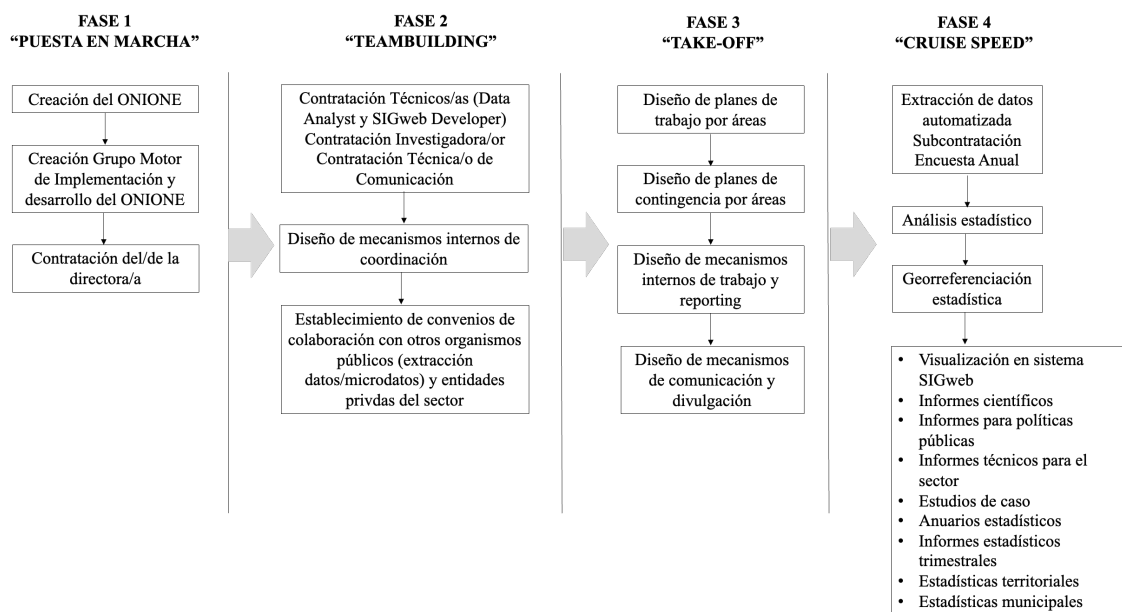 FASE 1
“PUESTA EN MARCHA”
Creación del ONIONE
Creación Grupo Motor
de Implementación y
desarrollo del ONIONE
Contratación del/de la
directora/a
FASE 2
“TEAMBUILDING”
Contratación Técnicos/as (Data
Analyst y SIGweb Developer)
Contratación Investigadora/or
Contratación Técnica/o de
Comunicación
Diseño de mecanismos internos de
coordinación
Establecimiento de convenios de
colaboración con otros organismos
públicos (extracción
datos/microdatos) y entidades
privdas del sector
FASE 3
“TAKE-OFF”
Diseño de planes de
trabajo por áreas
Diseño de planes de
contingencia por áreas
Diseño de mecanismos
internos de trabajo y
reporting
Diseño de mecanismos
de comunicación y
divulgación
FASE 4
“CRUISE SPEED”
Extracción de datos
automatizada
Subcontratación
Encuesta Anual
Análisis estadístico
Georreferenciación
estadística
• Visualización en sistema
SIGweb
• Informes científicos
• Informes para políticas
públicas
• Informes técnicos para el
sector
• Estudios de caso
• Anuarios estadísticos
• Informes estadísticos
trimestrales
• Estadísticas territoriales
• Estadísticas municipales